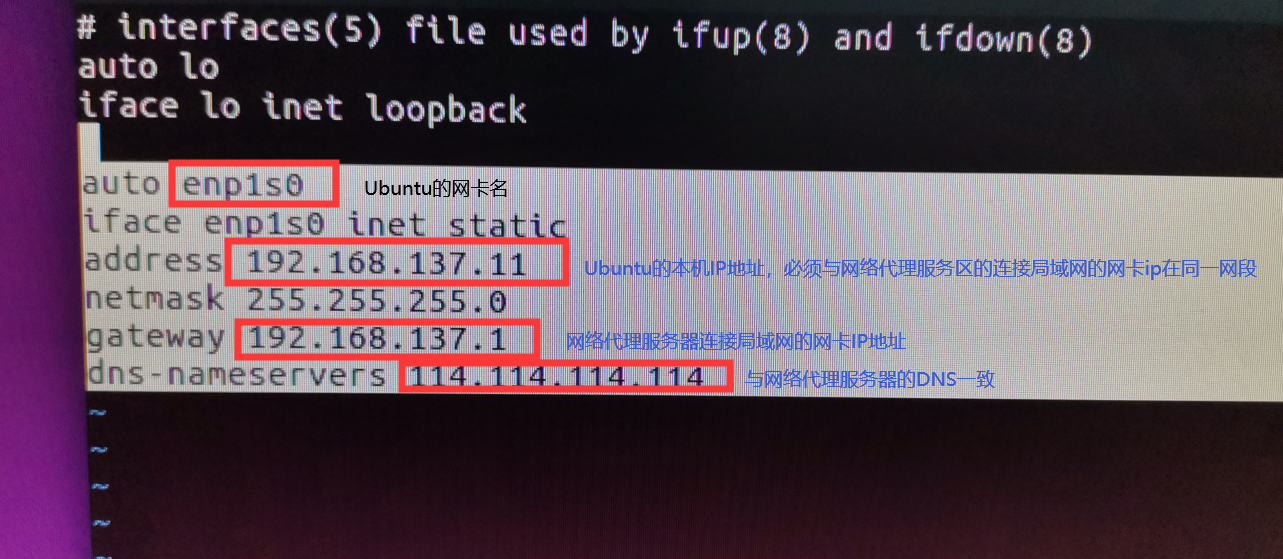 # interfaces(5) file used by ifup(8) and ifdown(8)
auto lo
iface lo inet loopback
auto enp1s0 Ubuntu的网卡名
iface enp1s0 inet static
address 192.168.137.11 Ubuntu的本机IP地址，必须与网络代理服务区的连接局域网的网卡ip在同一网段
netmask 255.255.255.0
gateway 192.168.137.1 网络代理服务器连接局域网的网卡IP地址
dns-nameservers 114.114.114.114 与网络代理服务器的DNS一致
~
~
~
~
~